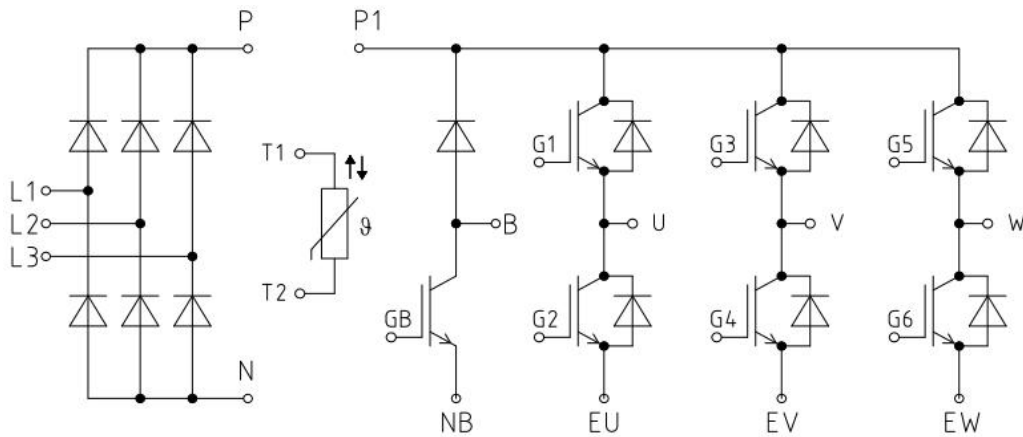 P P1
G1 G3 G5
T1
L1
L2 ϑ B U V W
L3
T2
GB G2 G4 G6
N
NB EU EV EW